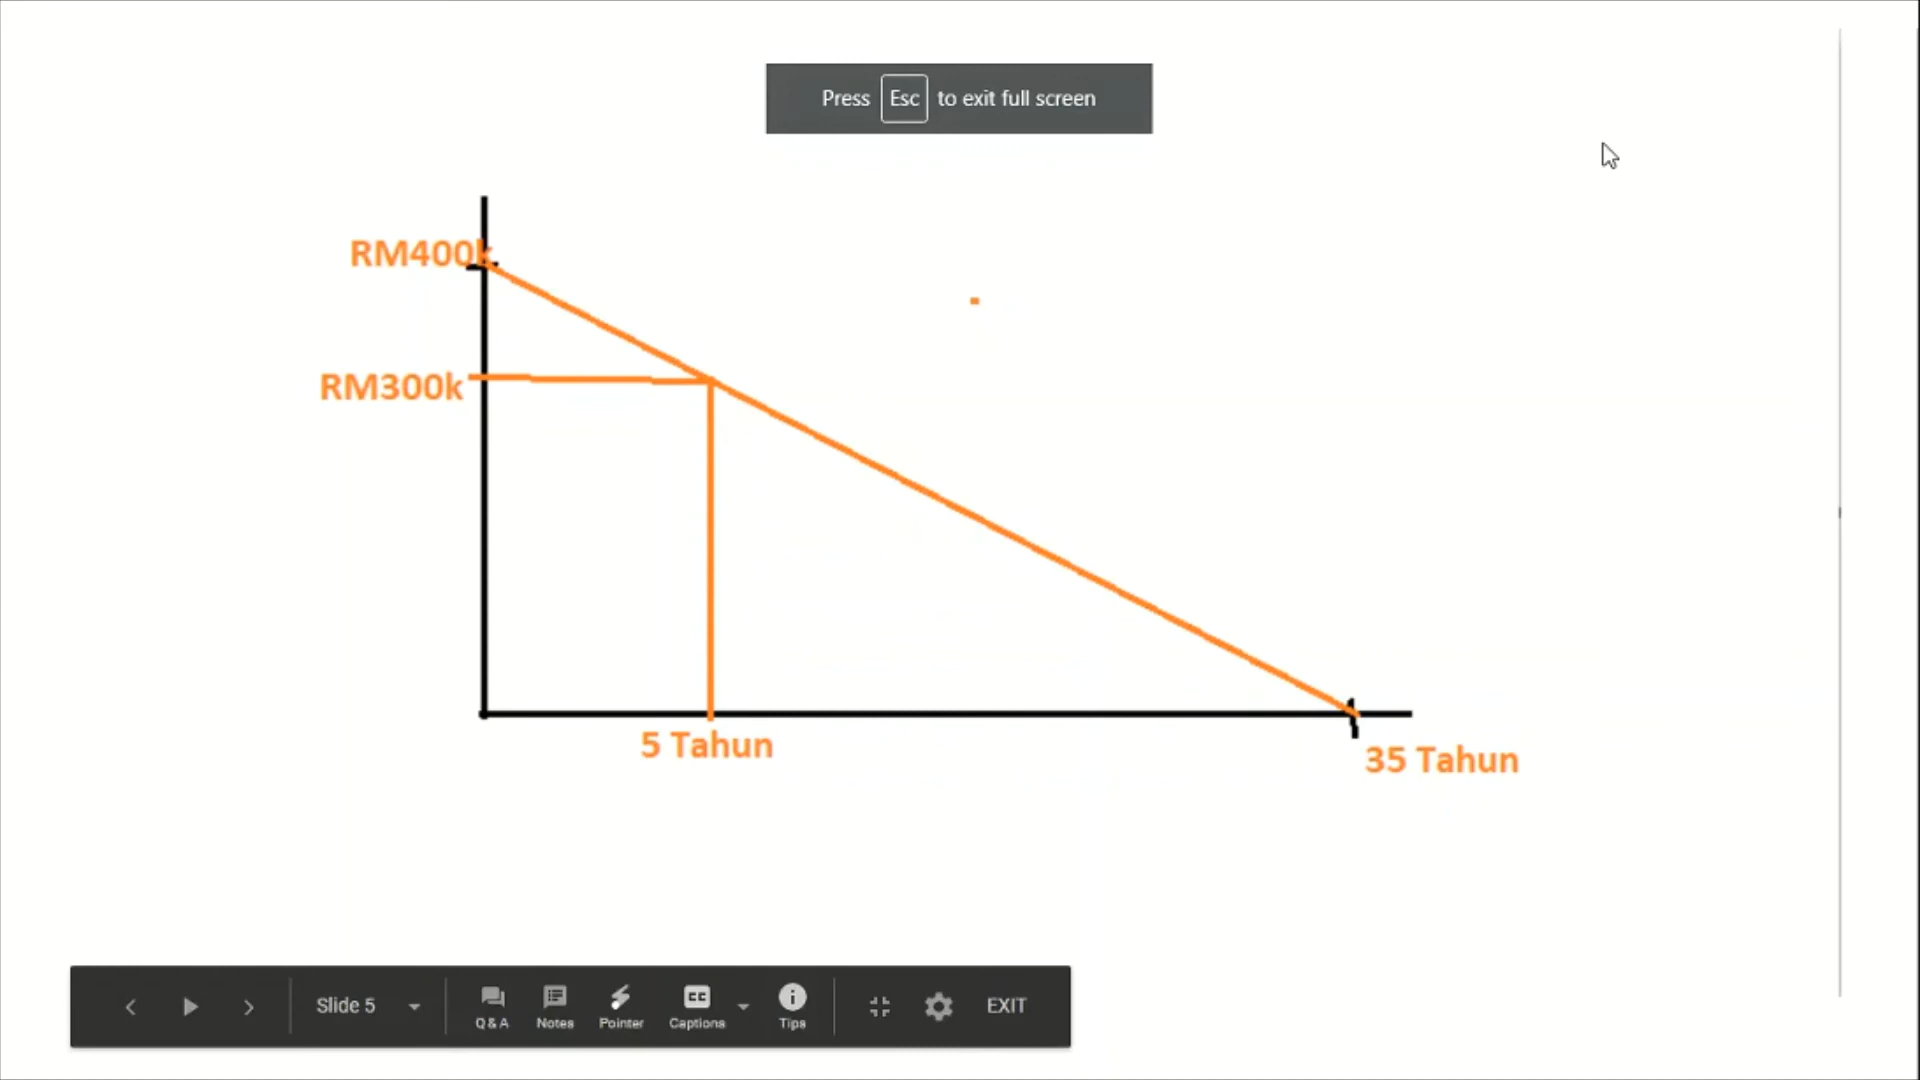 Press Esc to exit full screen
RM400k
RM300k
5 Tahun
35 Tahun
Slide 5
Q & A
Notes
Pointer
CC
Captions
Tips
EXIT